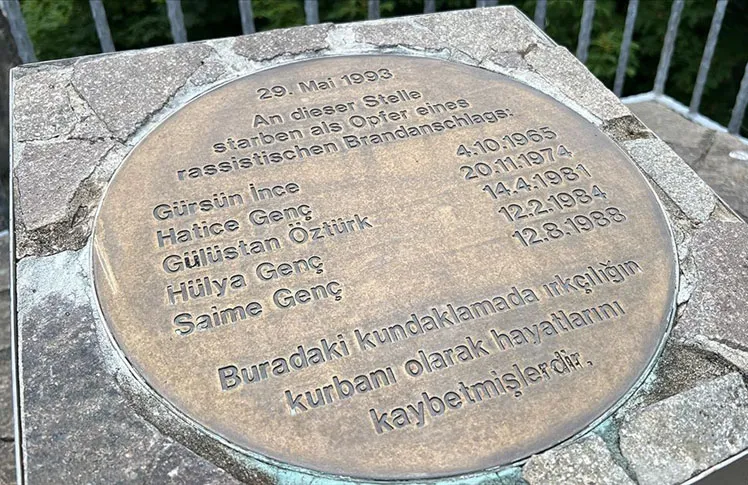 29. Mai 1993
An dieser Stelle
starben als Opfer eines
rassistischen Brandanschlags:
Gürsün İnce 4.10.1965
Hatice Genç 20.11.1974
Gülüstan Öztürk 14.4.1981
Hülya Genç 12.2.1984
Saime Genç 12.8.1988
Buradaki kundaklamada ırkçılığın
kurbanı olarak hayatlarını
kaybetmişlerdir.